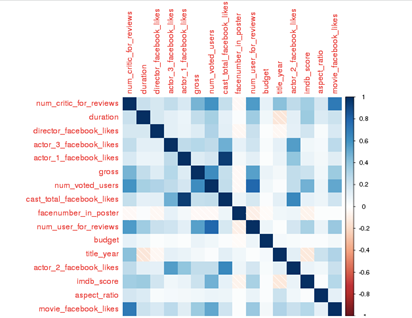 num_critic_for_reviews
duration
director_facebook_likes
actor_3_facebook_likes
actor_1_facebook_likes
gross
num_voted_users
cast_total_facebook_likes
facenumber_in_poster
num_user_for_reviews
budget
title_year
actor_2_facebook_likes
imdb_score
aspect_ratio
movie_facebook_likes
num_critic_for_reviews
duration
director_facebook_likes
actor_3_facebook_likes
actor_1_facebook_likes
gross
num_voted_users
cast_total_facebook_likes
facenumber_in_poster
num_user_for_reviews
budget
title_year
actor_2_facebook_likes
imdb_score
aspect_ratio
movie_facebook_likes
1
0.8
0.6
0.4
0.2
0
-0.2
-0.4
-0.6
-0.8